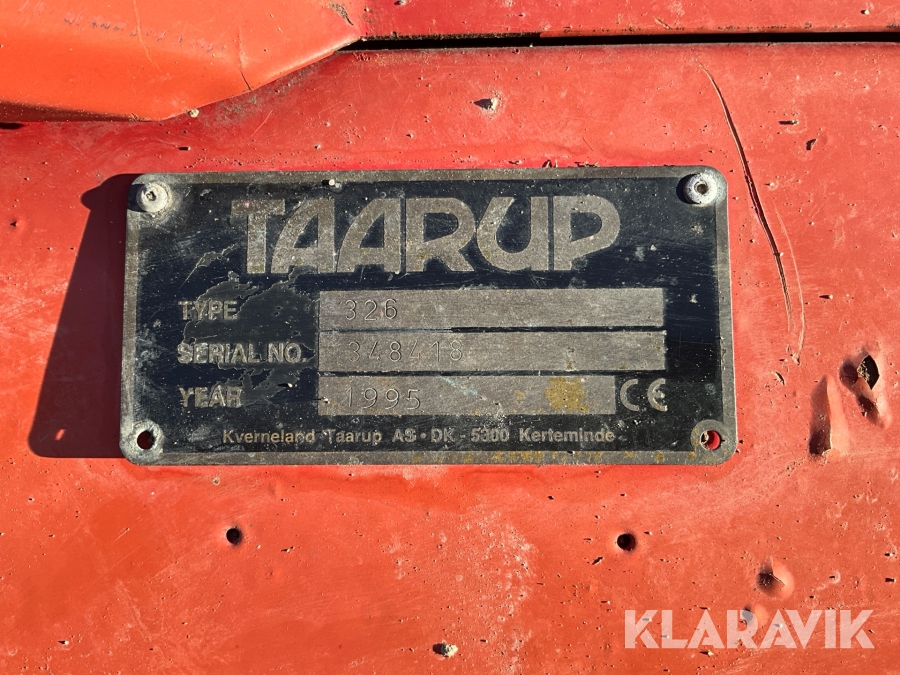 TAARUP
TYPE 326
SERIAL NO. 348418
YEAR 1995 CE
Kverneland Taarup AS • DK - 5300 Kerteminde
KLARAVIK